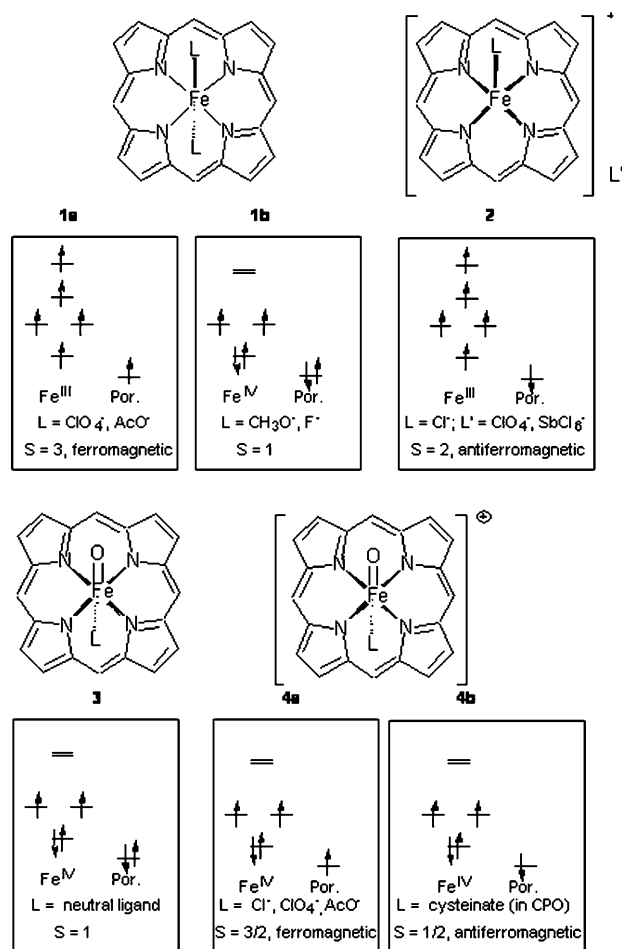 L
N N
Fe
N N
L
L
N N
Fe
N N
+
L'
1a 1b 2
Fe^III Por.
L = ClO₄⁻, AcO⁻
S = 3, ferromagnetic
Fe^IV Por.
L = CH₃O⁻, F⁻
S = 1
Fe^III Por.
L = Cl⁻; L' = ClO₄⁻, SbCl₆⁻
S = 2, antiferromagnetic
O
N N
Fe
N N
L
O
N N
Fe
N N
L
⊕
3 4a 4b
Fe^IV Por.
L = neutral ligand
S = 1
Fe^IV Por.
L = Cl⁻, ClO₄⁻, AcO⁻
S = 3/2, ferromagnetic
Fe^IV Por.
L = cysteinate (in CPO)
S = 1/2, antiferromagnetic